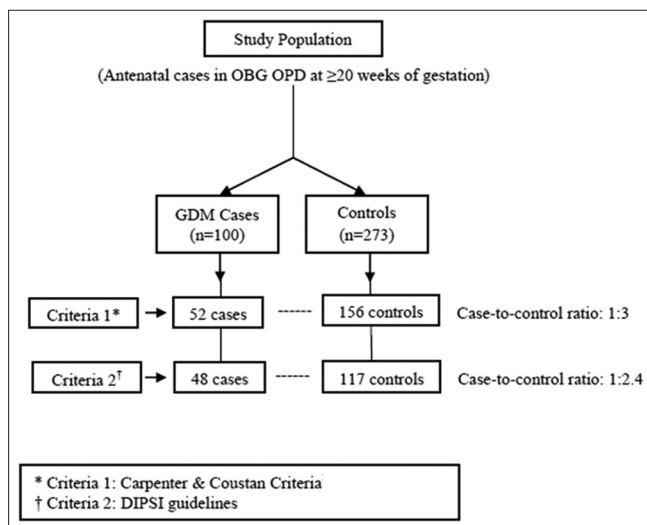 Study Population
(Antenatal cases in OBG OPD at ≥20 weeks of gestation)
GDM Cases
(n=100)
Controls
(n=273)
Criteria 1*
52 cases
156 controls
Case-to-control ratio: 1:3
Criteria 2†
48 cases
117 controls
Case-to-control ratio: 1:2.4
* Criteria 1: Carpenter & Coustan Criteria
† Criteria 2: DIPSI guidelines